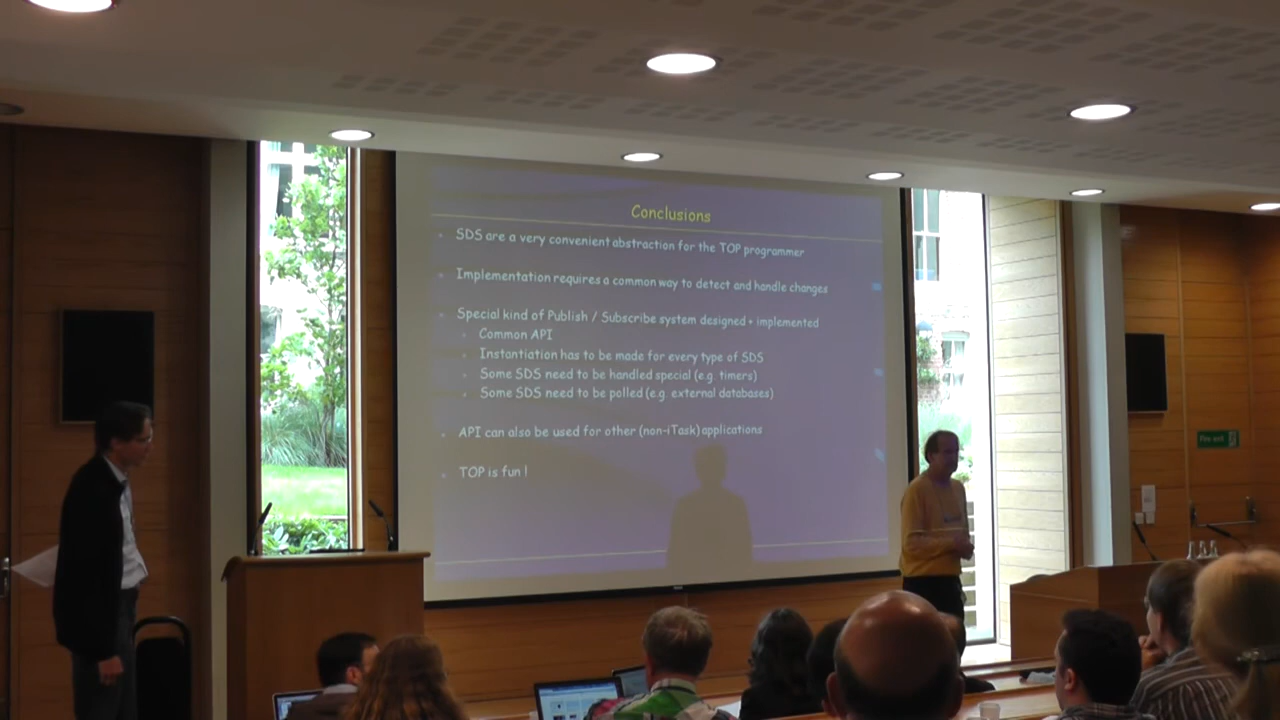 Conclusions
SDS are a very convenient abstraction for the TOP programmer
Implementation requires a common way to detect and handle changes
Special kind of Publish / Subscribe system designed + implemented
Common API
Instantiation has to be made for every type of SDS
Some SDS need to be handled special (e.g. timers)
Some SDS need to be polled (e.g. external databases)
API can also be used for other (non-iTask) applications
TOP is fun !
Fire exit